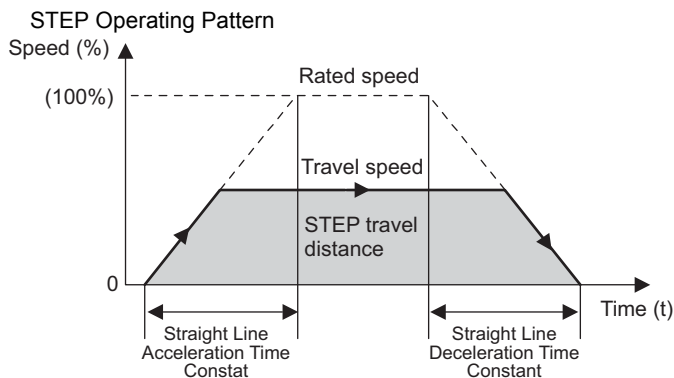 STEP Operating Pattern
Speed (%)
Rated speed
(100%)
Travel speed
STEP travel
distance
0
Time (t)
Straight Line
Acceleration Time
Constat
Straight Line
Deceleration Time
Constant